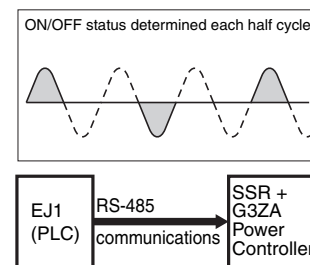 ON/OFF status determined each half cycle
EJ1
(PLC)
RS-485
communications
SSR +
G3ZA
Power
Controller